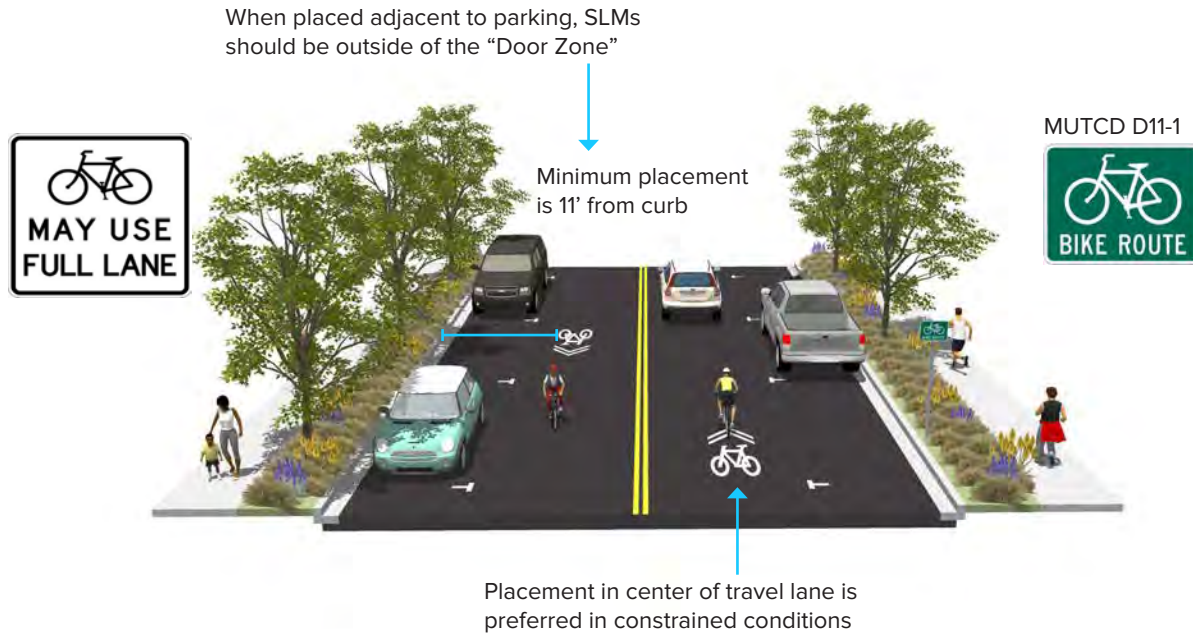 When placed adjacent to parking, SLMs
should be outside of the “Door Zone”
MUTCD D11-1
Minimum placement
is 11’ from curb
MAY USE
FULL LANE
BIKE ROUTE
BIKE ROUTE
Placement in center of travel lane is
preferred in constrained conditions